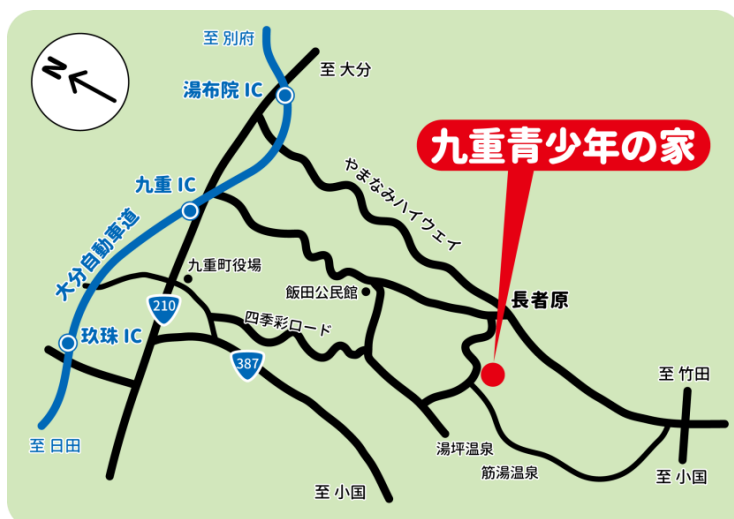 至 別府
至 大分
N
湯布院 IC
九重青少年の家
やまなみハイウェイ
九重 IC
大分自動車道
九重町役場
飯田公民館
長者原
210
四季彩ロード
玖珠 IC
387
至 竹田
至 日田
湯坪温泉
筋湯温泉
至 小国
至 小国